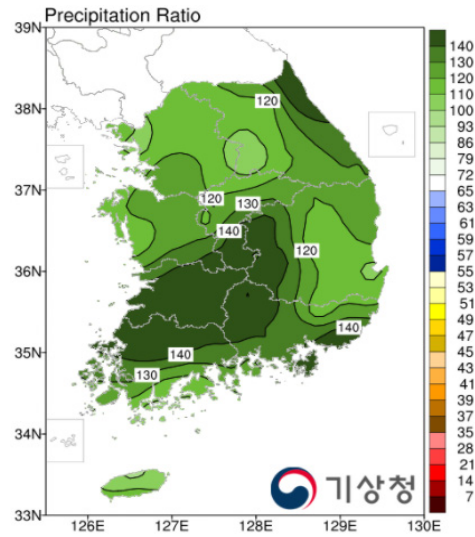 Precipitation Ratio
39N
38N
37N
36N
35N
34N
33N
126E
127E
128E
129E
130E
120
120
130
140
120
140
140
130
140
130
120
110
100
93
86
79
72
65
63
61
59
57
55
53
51
49
47
45
43
41
39
37
35
28
21
14
7
기상청